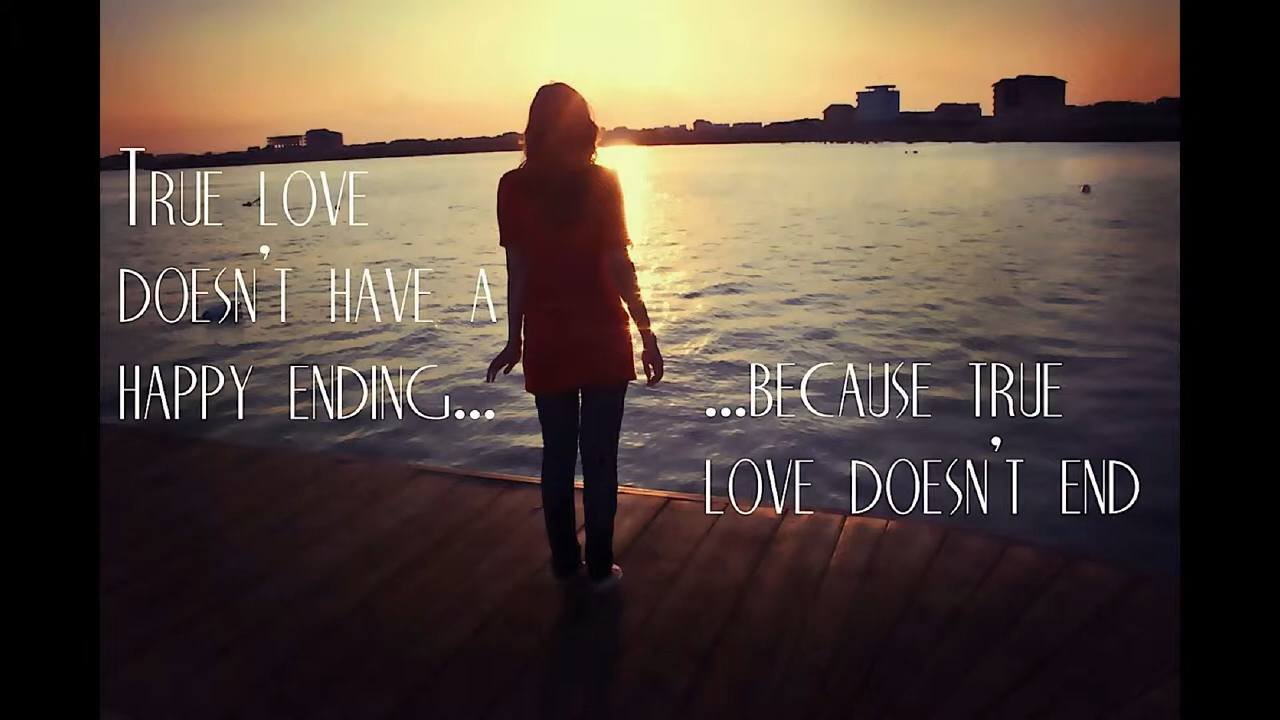 True love
doesn't have a
happy ending...
...because true
love doesn't end